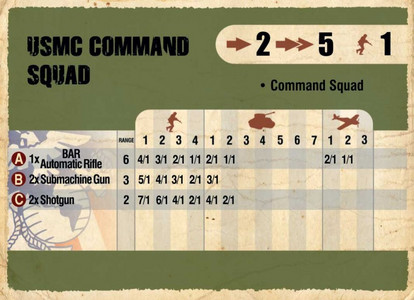 USMC COMMAND 2 5 1
SQUAD
• Command Squad
RANGE 1 2 3 4 1 2 3 4 5 6 7 1 2 3
A 1x BAR Automatic Rifle 6 4/1 3/1 2/1 1/1 2/1 1/1 2/1 1/1
B 2x Submachine Gun 3 5/1 4/1 3/1 2/1 3/1
C 2x Shotgun 2 7/1 6/1 4/1 2/1 4/1 2/1